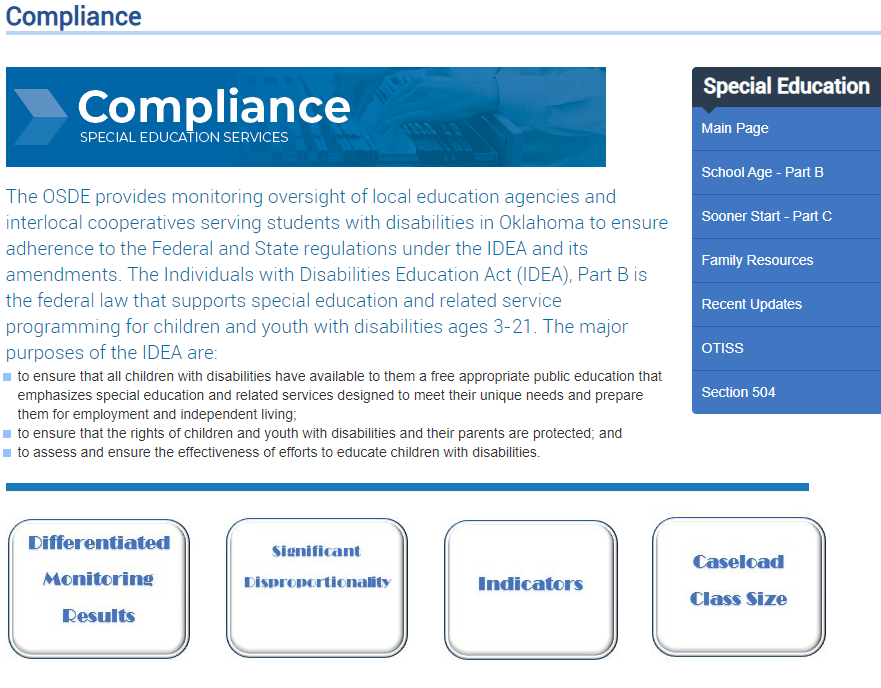 Compliance
Compliance
SPECIAL EDUCATION SERVICES
The OSDE provides monitoring oversight of local education agencies and
interlocal cooperatives serving students with disabilities in Oklahoma to ensure
adherence to the Federal and State regulations under the IDEA and its
amendments. The Individuals with Disabilities Education Act (IDEA), Part B is
the federal law that supports special education and related service
programming for children and youth with disabilities ages 3-21. The major
purposes of the IDEA are:
to ensure that all children with disabilities have available to them a free appropriate public education that
emphasizes special education and related services designed to meet their unique needs and prepare
them for employment and independent living;
to ensure that the rights of children and youth with disabilities and their parents are protected; and
to assess and ensure the effectiveness of efforts to educate children with disabilities.
Special Education
Main Page
School Age - Part B
Sooner Start - Part C
Family Resources
Recent Updates
OTISS
Section 504
Differentiated
Monitoring
Results
Significant
Disproportionality
Indicators
Caseload
Class Size